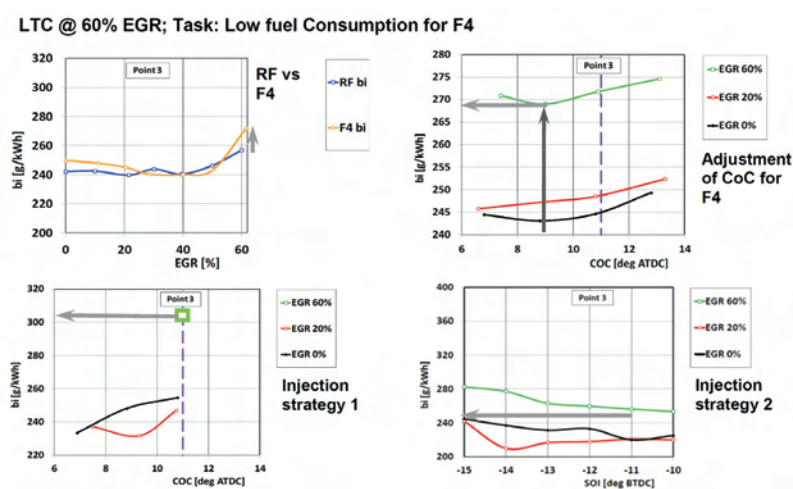 LTC @ 60% EGR; Task: Low fuel Consumption for F4
320
300
280
260
240
220
200
bi [g/kWh]
Point 3
0 10 20 30 40 50 60
EGR [%]
RF vs
F4
RF bi
F4 bi
280
275
270
265
260
255
250
245
240
bi [g/kWh]
Point 3
6 8 10 12 14
COC [deg ATDC]
EGR 60%
EGR 20%
EGR 0%
Adjustment
of CoC for
F4
320
300
280
260
240
220
bi [g/kWh]
Point 3
6 8 10 12 14
COC [deg ATDC]
EGR 60%
EGR 20%
EGR 0%
Injection
strategy 1
400
360
320
280
240
200
bi [g/kWh]
Point 3
-15 -14 -13 -12 -11 -10
SOI [deg BTDC]
EGR 60%
EGR 20%
EGR 0%
Injection
strategy 2